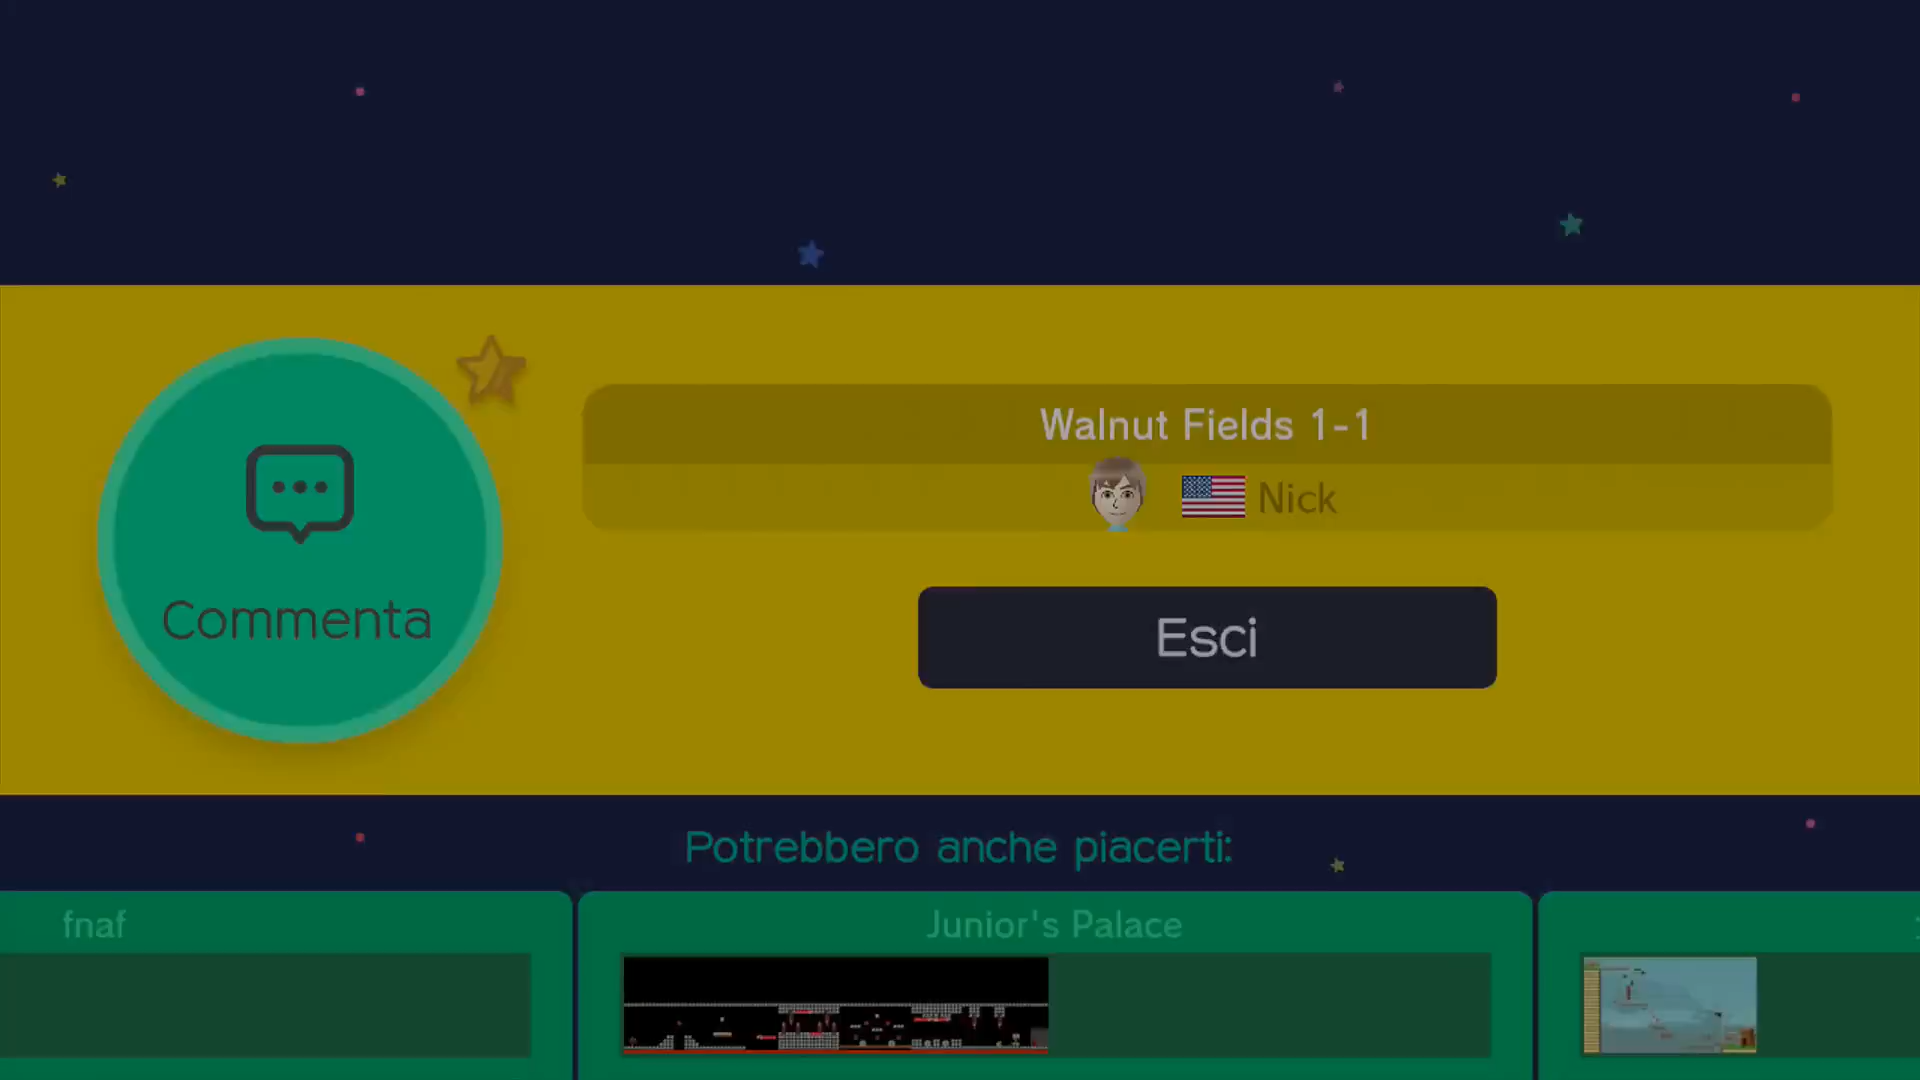 Walnut Fields 1-1
Nick
Commenta
Esci
Potrebbero anche piacerti:
fnaf
Junior's Palace